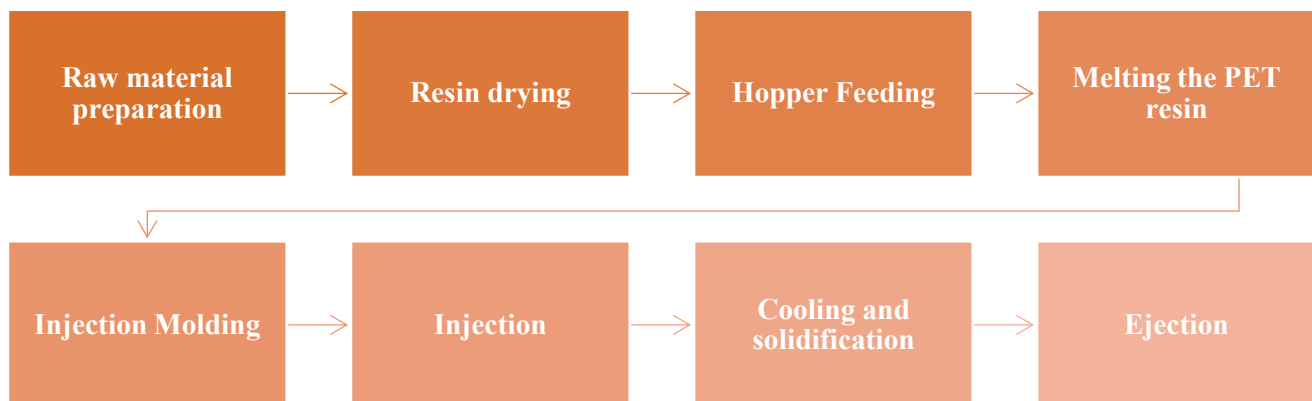 Raw material
preparation
Resin drying
Hopper Feeding
Melting the PET
resin
Injection Molding
Injection
Cooling and
solidification
Ejection